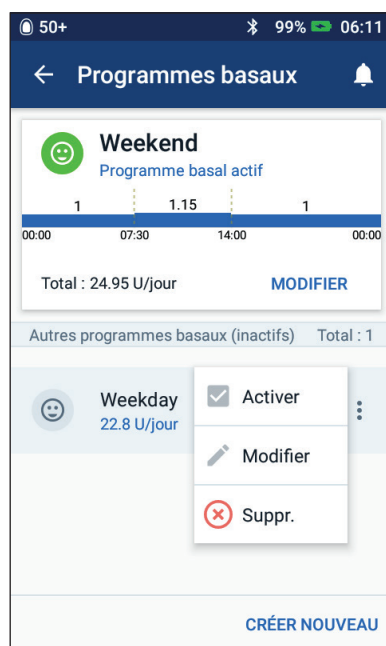 50+ 99% 06:11
Programmes basaux
Weekend
Programme basal actif
1 1.15 1
00:00 07:30 14:00 00:00
Total : 24.95 U/jour MODIFIER
Autres programmes basaux (inactifs) Total : 1
Weekday
22.8 U/jour
Activer
Modifier
Suppr.
CRÉER NOUVEAU